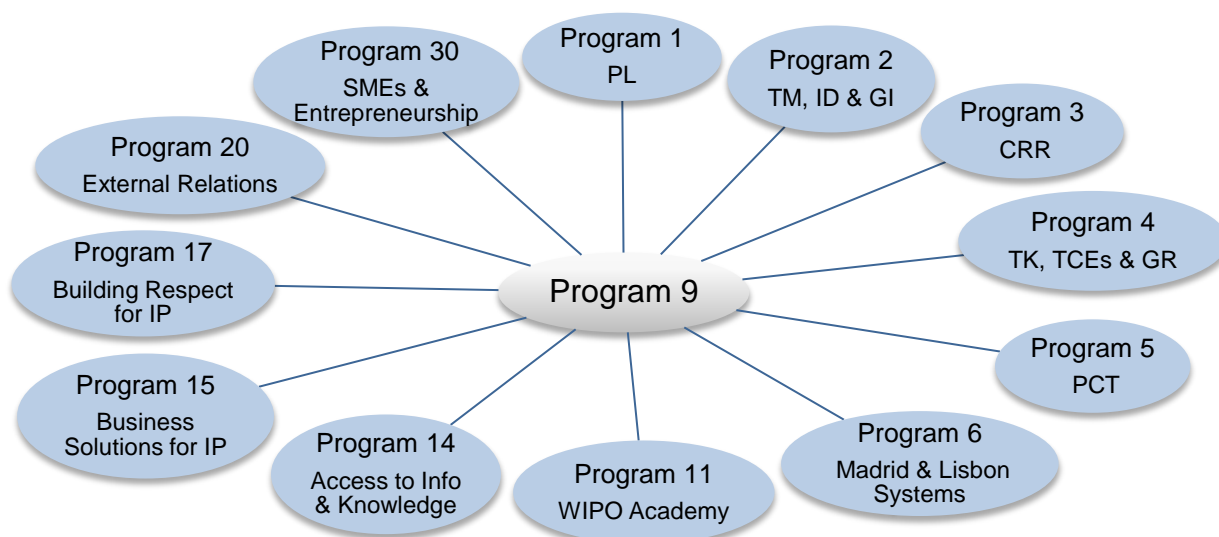 Program 30
SMEs &
Entrepreneurship
Program 1
PL
Program 2
TM, ID & GI
Program 3
CRR
Program 20
External Relations
Program 4
TK, TCEs & GR
Program 17
Building Respect
for IP
Program 9
Program 5
PCT
Program 15
Business
Solutions for IP
Program 14
Access to Info
& Knowledge
Program 11
WIPO Academy
Program 6
Madrid & Lisbon
Systems